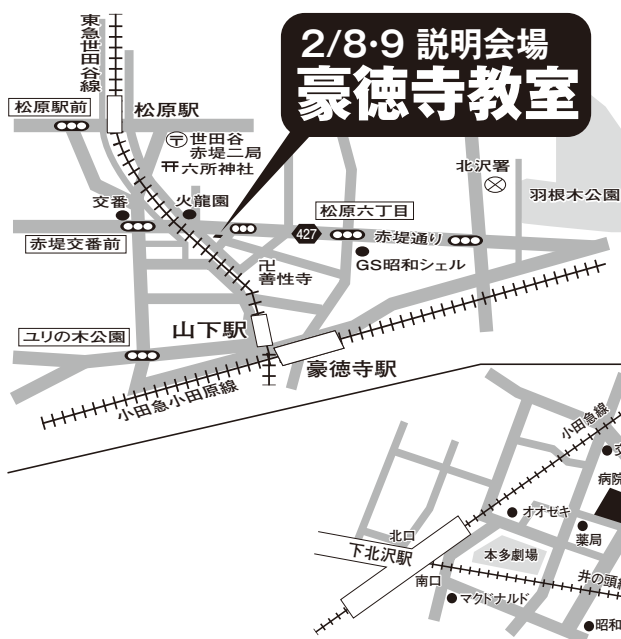 2/8・9 説明会場
豪徳寺教室
東急世田谷線
松原駅前
松原駅
〒世田谷
赤堤二局
六所神社
北沢署
羽根木公園
交番
火龍園
松原六丁目
427
赤堤通り
赤堤交番前
GS昭和シェル
卍
善性寺
山下駅
ユリの木公園
豪徳寺駅
小田急小田原線
小田急線
病院
オオゼキ
薬局
北口
下北沢駅
本多劇場
南口
井の頭線
マクドナルド
昭和